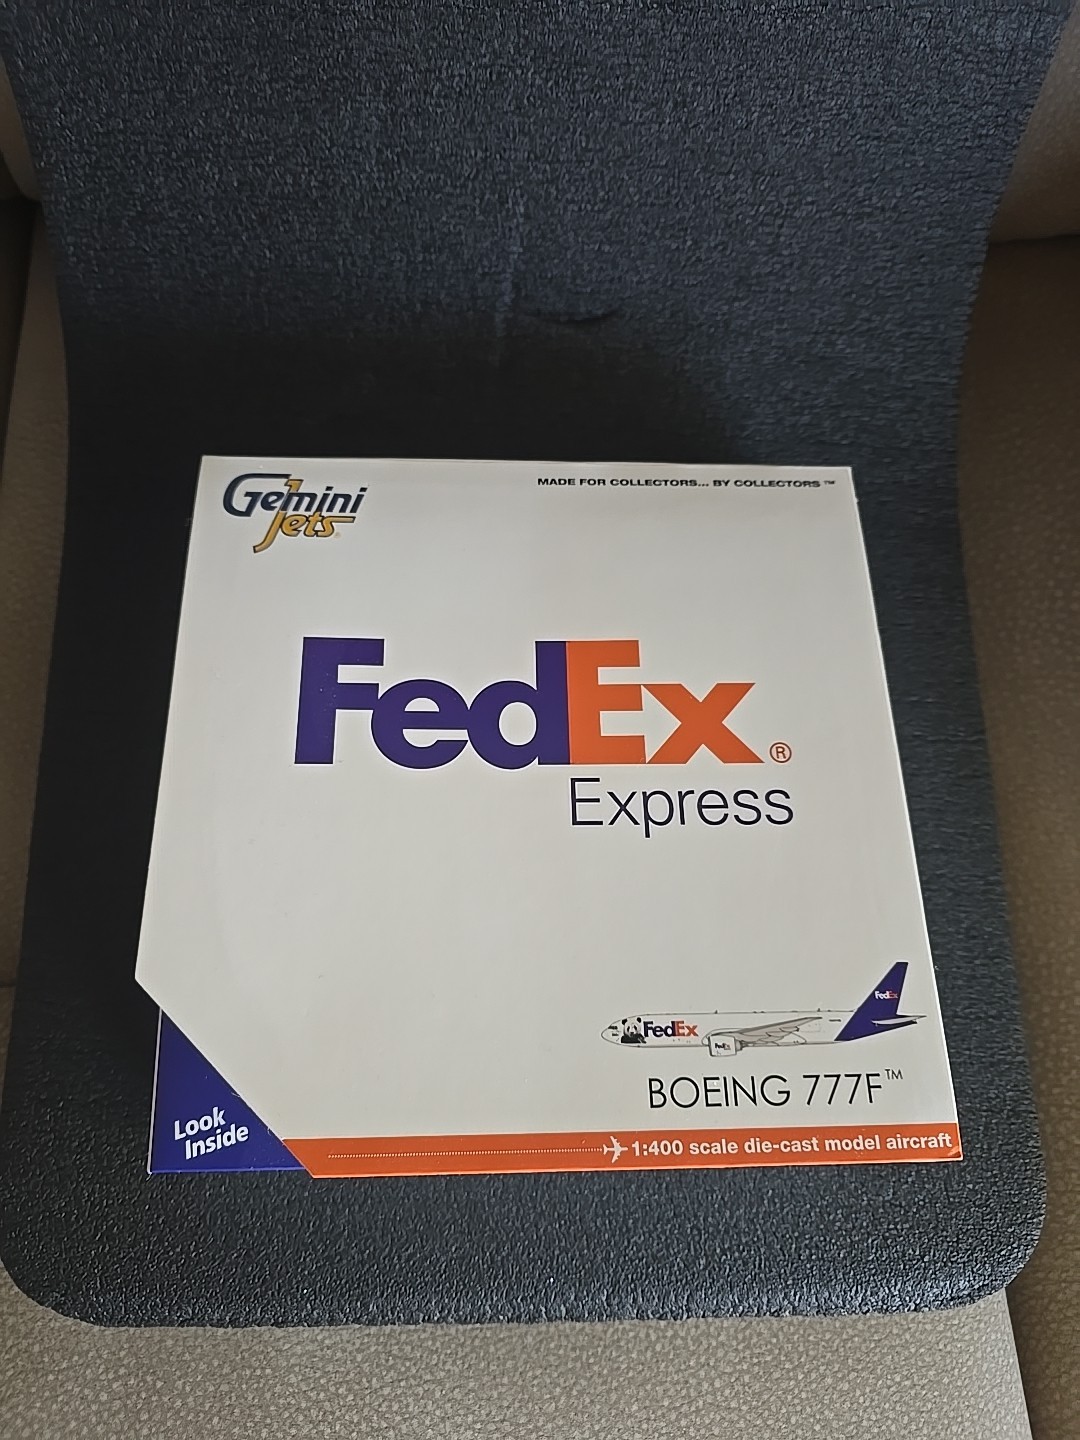 Gemini Jets
MADE FOR COLLECTORS... BY COLLECTORS ™
FedEx®
Express
FedEx
FedEx
FedEx
BOEING 777F™
Look
Inside
1:400 scale die-cast model aircraft